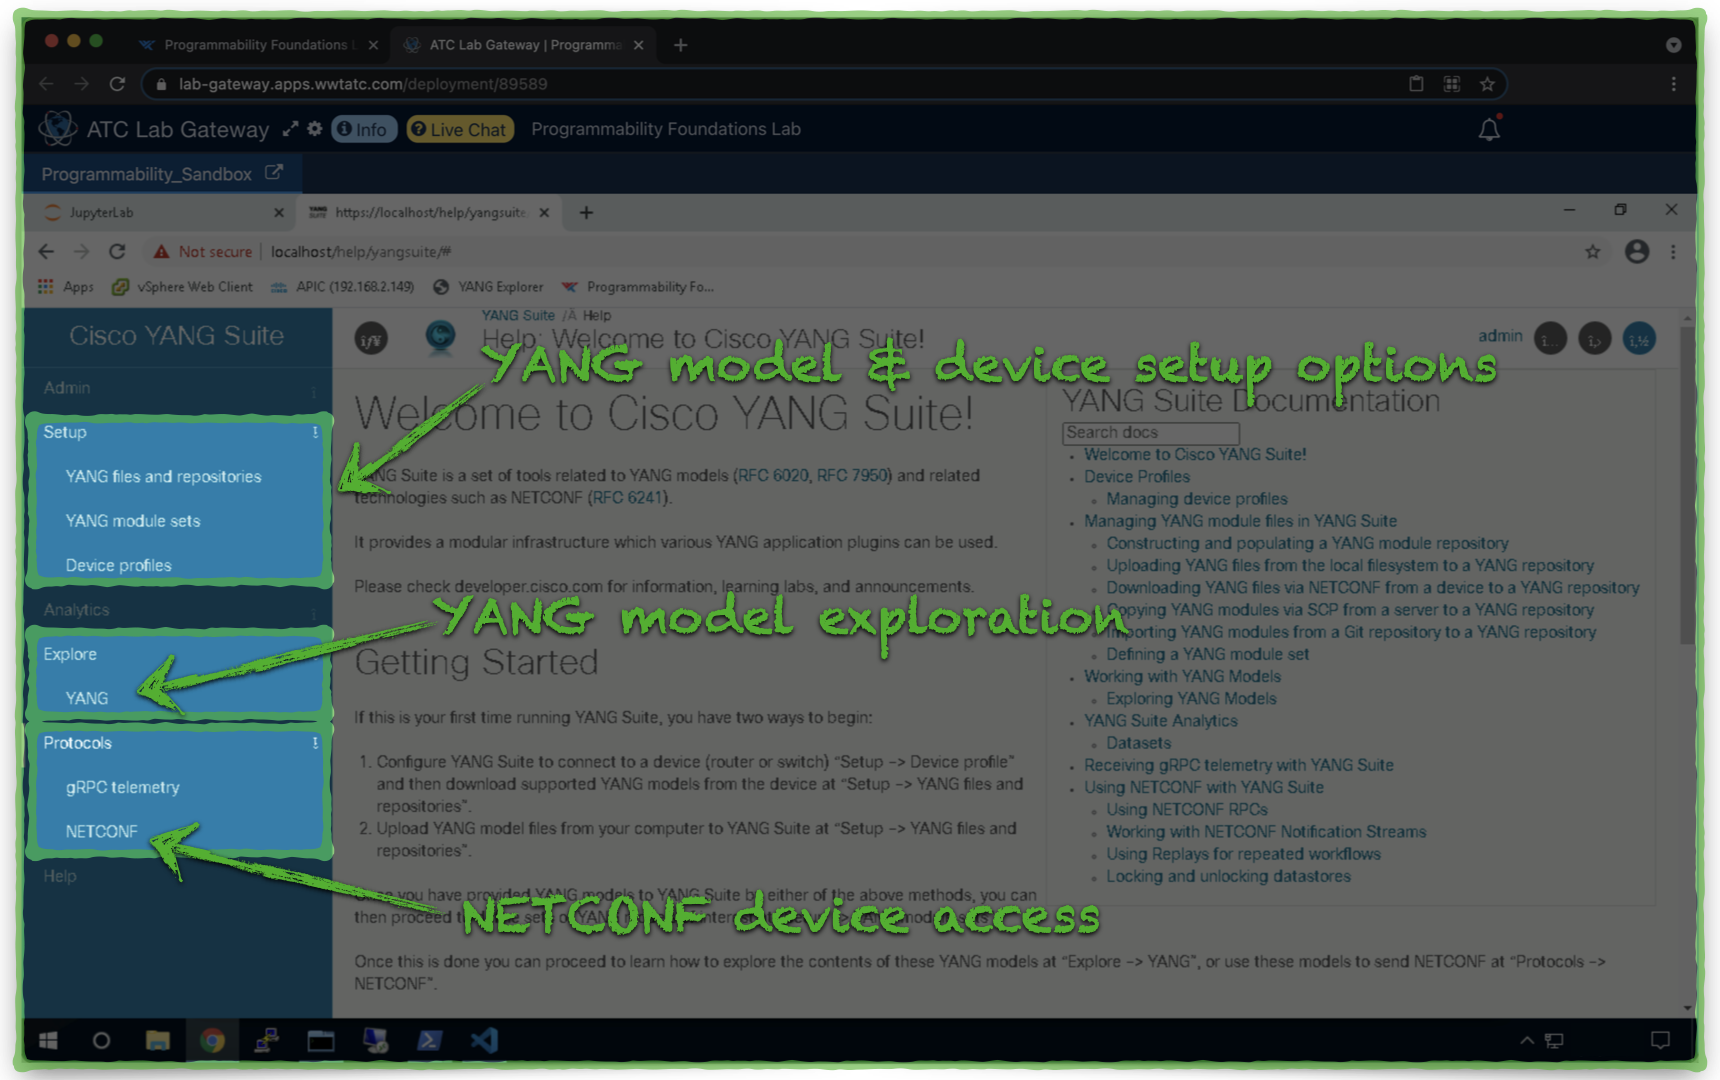 Programmability Foundations L
ATC Lab Gateway | Programma
lab-gateway.apps.wwtatc.com/deployment/89589
ATC Lab Gateway
Info
Live Chat
Programmability Foundations Lab
Programmability_Sandbox
JupyterLab
https://localhost/help/yangsuite
Not secure
localhost/help/yangsuite/#
Apps
vSphere Web Client
APIC (192.168.2.149)
YANG Explorer
Programmability Fo...
Cisco YANG Suite
YANG Suite /Â Help
Help: Welcome to Cisco YANG Suite!
admin
YANG model & device setup options
Admin
Setup
YANG files and repositories
YANG module sets
Device profiles
Analytics
Explore
YANG
Protocols
gRPC telemetry
NETCONF
Help
Welcome to Cisco YANG Suite!
YANG Suite is a set of tools related to YANG models (RFC 6020, RFC 7950) and related
technologies such as NETCONF (RFC 6241).
It provides a modular infrastructure which various YANG application plugins can be used.
Please check developer.cisco.com for information, learning labs, and announcements.
YANG model exploration
Getting Started
If this is your first time running YANG Suite, you have two ways to begin:
1. Configure YANG Suite to connect to a device (router or switch) “Setup -> Device profile”
and then download supported YANG models from the device at “Setup -> YANG files and
repositories”.
2. Upload YANG model files from your computer to YANG Suite at “Setup -> YANG files and
repositories”.
you have provided YANG models to YANG Suite by either of the above methods, you can
then proceed
NETCONF device access
Once this is done you can proceed to learn how to explore the contents of these YANG models at “Explore -> YANG”, or use these models to send NETCONF at “Protocols ->
NETCONF”.
YANG Suite Documentation
Search docs
Welcome to Cisco YANG Suite!
Device Profiles
Managing device profiles
Managing YANG module files in YANG Suite
Constructing and populating a YANG module repository
Uploading YANG files from the local filesystem to a YANG repository
Downloading YANG files via NETCONF from a device to a YANG repository
Copying YANG modules via SCP from a server to a YANG repository
Importing YANG modules from a Git repository to a YANG repository
Defining a YANG module set
Working with YANG Models
Exploring YANG Models
YANG Suite Analytics
Datasets
Receiving gRPC telemetry with YANG Suite
Using NETCONF with YANG Suite
Using NETCONF RPCs
Working with NETCONF Notification Streams
Using Replays for repeated workflows
Locking and unlocking datastores